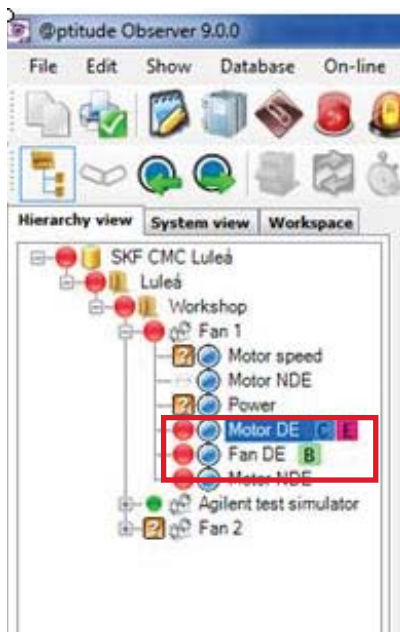 @ptitude Observer 9.0.0
File Edit Show Database On-line
Hierarchy view System view Workspace
SKF CMC Luleå
Luleå
Workshop
Fan 1
? Motor speed
Motor NDE
? Power
Motor DE C E
Fan DE B
Motor NDE
Agilent test simulator
? Fan 2